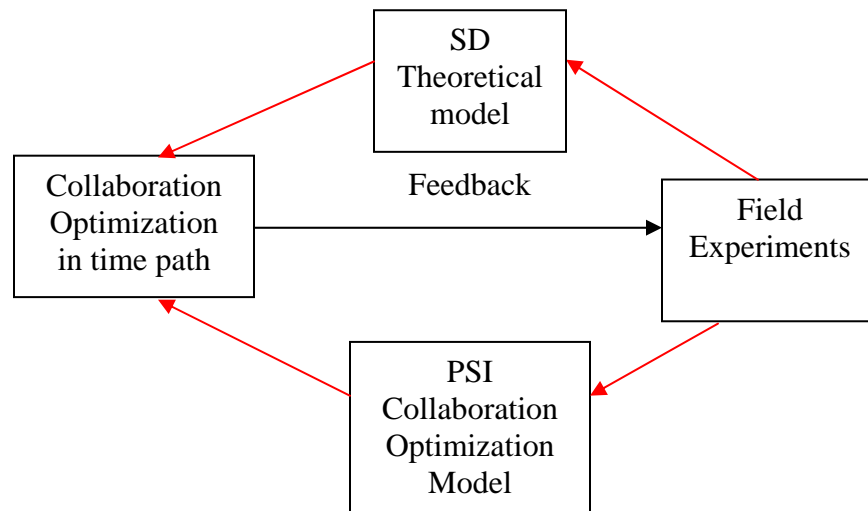 SD
Theoretical
model
Collaboration
Optimization
in time path
Feedback
Field
Experiments
PSI
Collaboration
Optimization
Model